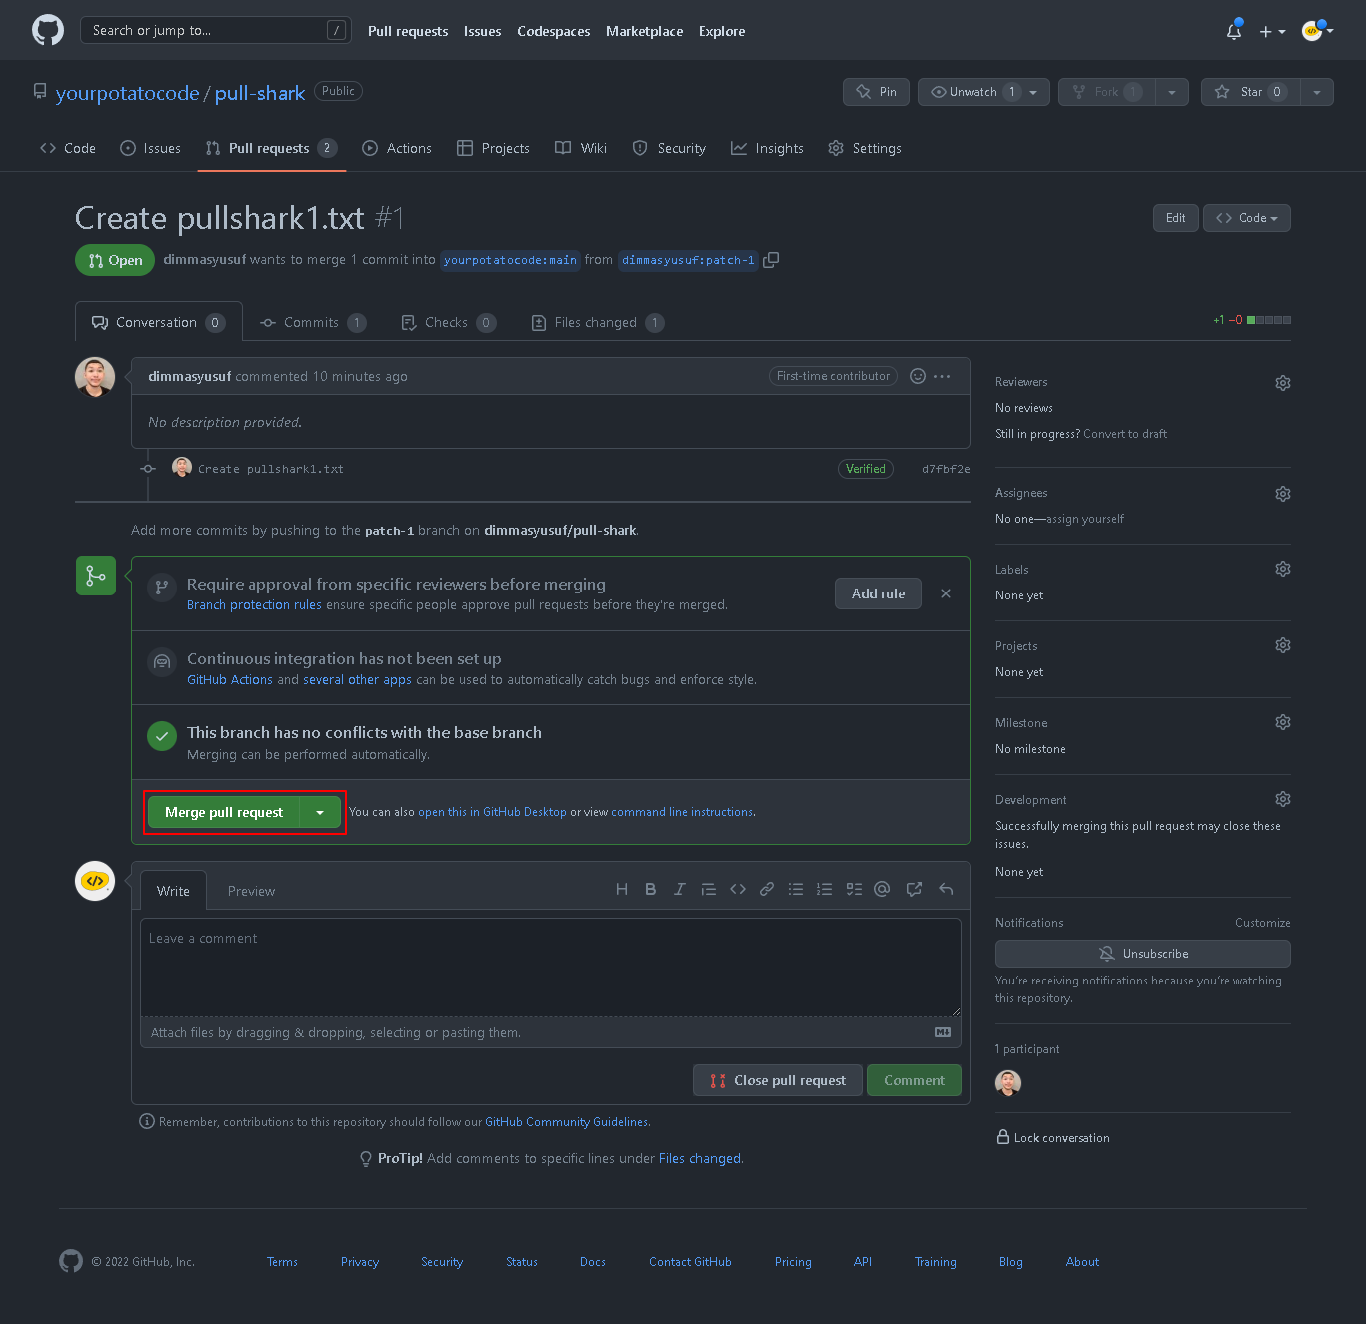 Search or jump to... /
Pull requests Issues Codespaces Marketplace Explore
yourpotatocode / pull-shark Public
Pin Unwatch 1 Fork 1 Star 0
Code Issues Pull requests 2 Actions Projects Wiki Security Insights Settings
Create pullshark1.txt #1
Edit <> Code
Open dimmasyusuf wants to merge 1 commit into yourpotatocode:main from dimmasyusuf:patch-1
Conversation 0 Commits 1 Checks 0 Files changed 1
+1 −0
dimmasyusuf commented 10 minutes ago First-time contributor ...
No description provided.
Create pullshark1.txt Verified d7fbf2e
Add more commits by pushing to the patch-1 branch on dimmasyusuf/pull-shark.
Require approval from specific reviewers before merging
Branch protection rules ensure specific people approve pull requests before they're merged.
Add rule
Continuous integration has not been set up
GitHub Actions and several other apps can be used to automatically catch bugs and enforce style.
This branch has no conflicts with the base branch
Merging can be performed automatically.
Merge pull request You can also open this in GitHub Desktop or view command line instructions.
Write Preview
H B I
Leave a comment
Attach files by dragging & dropping, selecting or pasting them.
Close pull request Comment
Remember, contributions to this repository should follow our GitHub Community Guidelines.
ProTip! Add comments to specific lines under Files changed.
Reviewers
No reviews
Still in progress? Convert to draft
Assignees
No one—assign yourself
Labels
None yet
Projects
None yet
Milestone
No milestone
Development
Successfully merging this pull request may close these
issues.
None yet
Notifications Customize
Unsubscribe
You're receiving notifications because you're watching
this repository.
1 participant
Lock conversation
© 2022 GitHub, Inc. Terms Privacy Security Status Docs Contact GitHub Pricing API Training Blog About